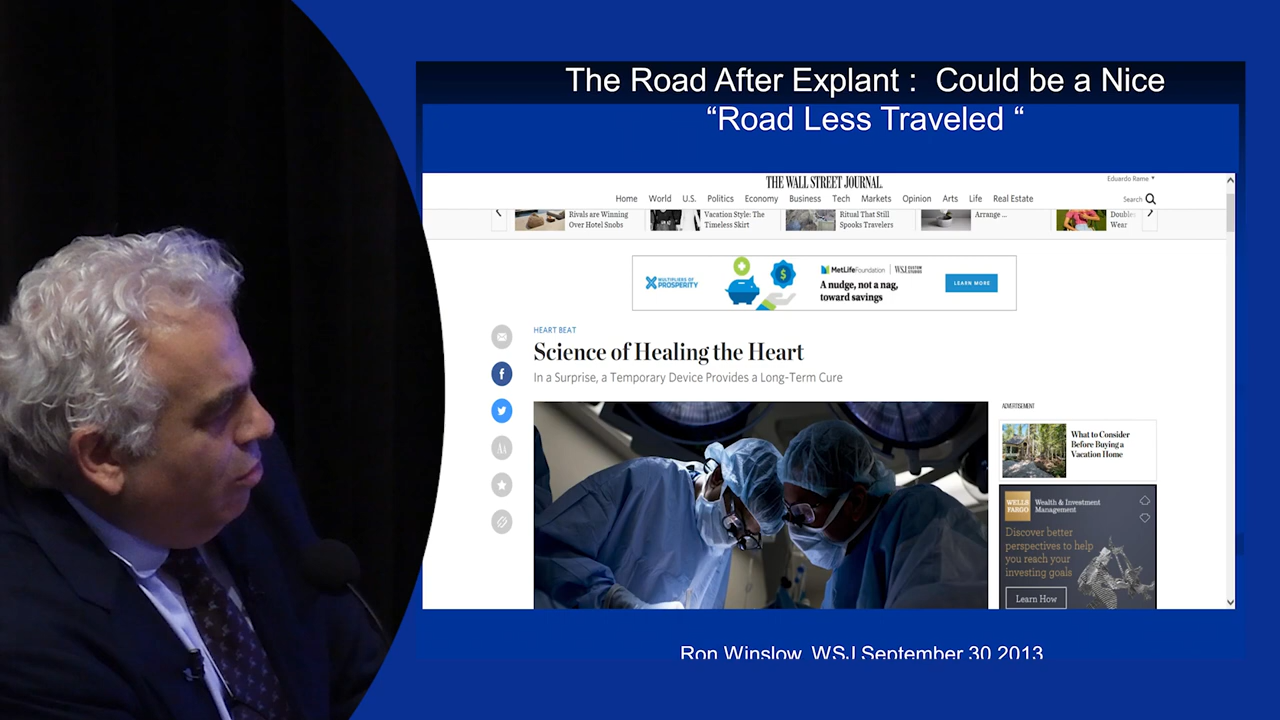 The Road After Explant :  Could be a Nice
“Road Less Traveled “
THE WALL STREET JOURNAL.
Eduardo Rame
Home World U.S. Politics Economy Business Tech Markets Opinion Arts Life Real Estate
Search
Rivals are Winning
Over Hotel Snobs
Vacation Style: The
Timeless Skirt
Ritual That Still
Spooks Travelers
Arrange ...
Double
Wear
MULTIPLIERS OF
PROSPERITY
$
MetLife Foundation | WSJ CUSTOM
STUDIOS
A nudge, not a nag,
toward savings
LEARN MORE
HEART BEAT
Science of Healing the Heart
In a Surprise, a Temporary Device Provides a Long-Term Cure
f
AA
ADVERTISEMENT
What to Consider
Before Buying a
Vacation Home
WELLS
FARGO
Wealth & Investment
Management
Discover better
perspectives to help
you reach your
investing goals
Learn How
Ron Winslow, WSJ September 30 2013